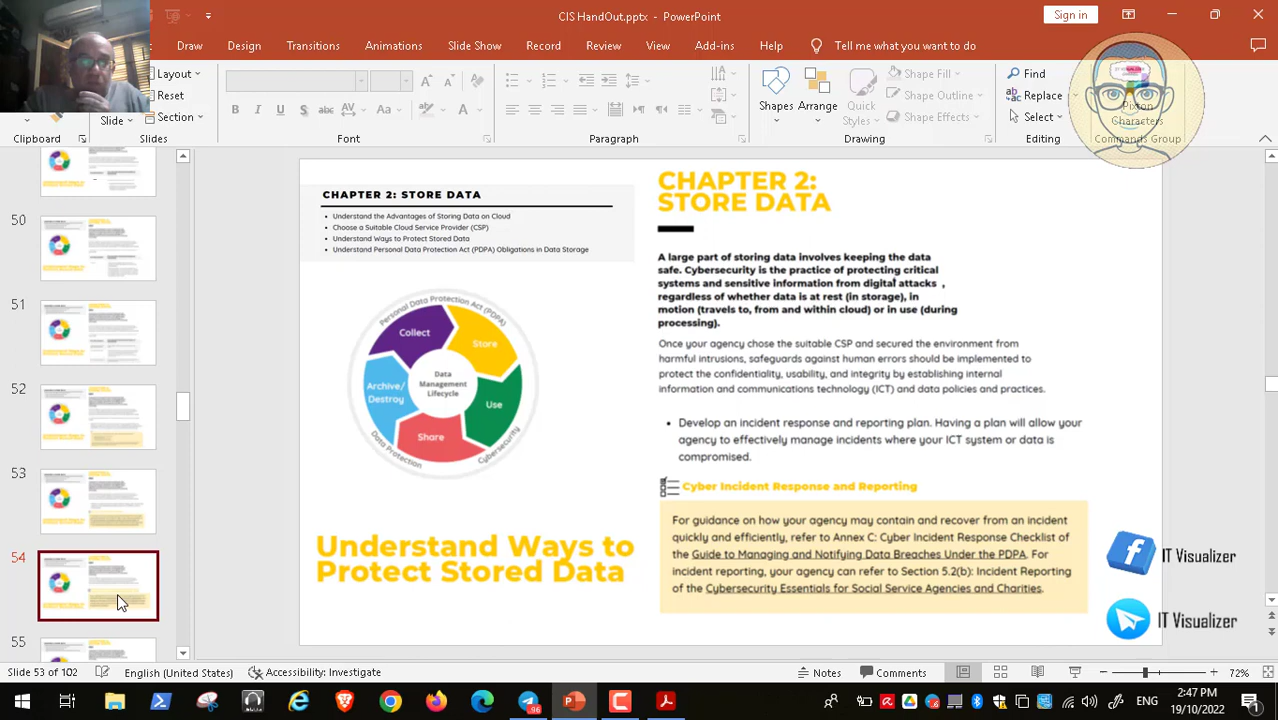 CIS HandOut.pptx - PowerPoint
Sign in
Draw
Design
Transitions
Animations
Slide Show
Record
Review
View
Add-ins
Help
Tell me what you want to do
Layout
Reset
Slide
Section
Clipboard
Slides
Font
Paragraph
Shapes
Arrange
Quick
Styles
Shape Fill
Shape Outline
Shape Effects
Drawing
Find
Replace
Select
Editing
Pixton
Characters
Commands Group
50
51
52
53
54
55
CHAPTER 2: STORE DATA
• Understand the Advantages of Storing Data on Cloud
• Choose a Suitable Cloud Service Provider (CSP)
• Understand Ways to Protect Stored Data
• Understand Personal Data Protection Act (PDPA) Obligations in Data Storage
Personal Data Protection Act (PDPA)
Collect
Store
Data
Management
Lifecycle
Archive/
Destroy
Use
Share
Data Protection
Cybersecurity
Understand Ways to
Protect Stored Data
CHAPTER 2:
STORE DATA
A large part of storing data involves keeping the data
safe. Cybersecurity is the practice of protecting critical
systems and sensitive information from digital attacks ,
regardless of whether data is at rest (in storage), in
motion (travels to, from and within cloud) or in use (during
processing).
Once your agency chose the suitable CSP and secured the environment from
harmful intrusions, safeguards against human errors should be implemented to
protect the confidentiality, usability, and integrity by establishing internal
information and communications technology (ICT) and data policies and practices.
• Develop an incident response and reporting plan. Having a plan will allow your
agency to effectively manage incidents where your ICT system or data is
compromised.
Cyber Incident Response and Reporting
For guidance on how your agency may contain and recover from an incident
quickly and efficiently, refer to Annex C: Cyber Incident Response Checklist of
the Guide to Managing and Notifying Data Breaches Under the PDPA. For
incident reporting, your agency can refer to Section 5.2(b): Incident Reporting
of the Cybersecurity Essentials for Social Service Agencies and Charities.
IT Visualizer
IT Visualizer
Slide 53 of 102
English (United States)
Accessibility: Investigate
Notes
Comments
72%
96
ENG
2:47 PM
19/10/2022
1